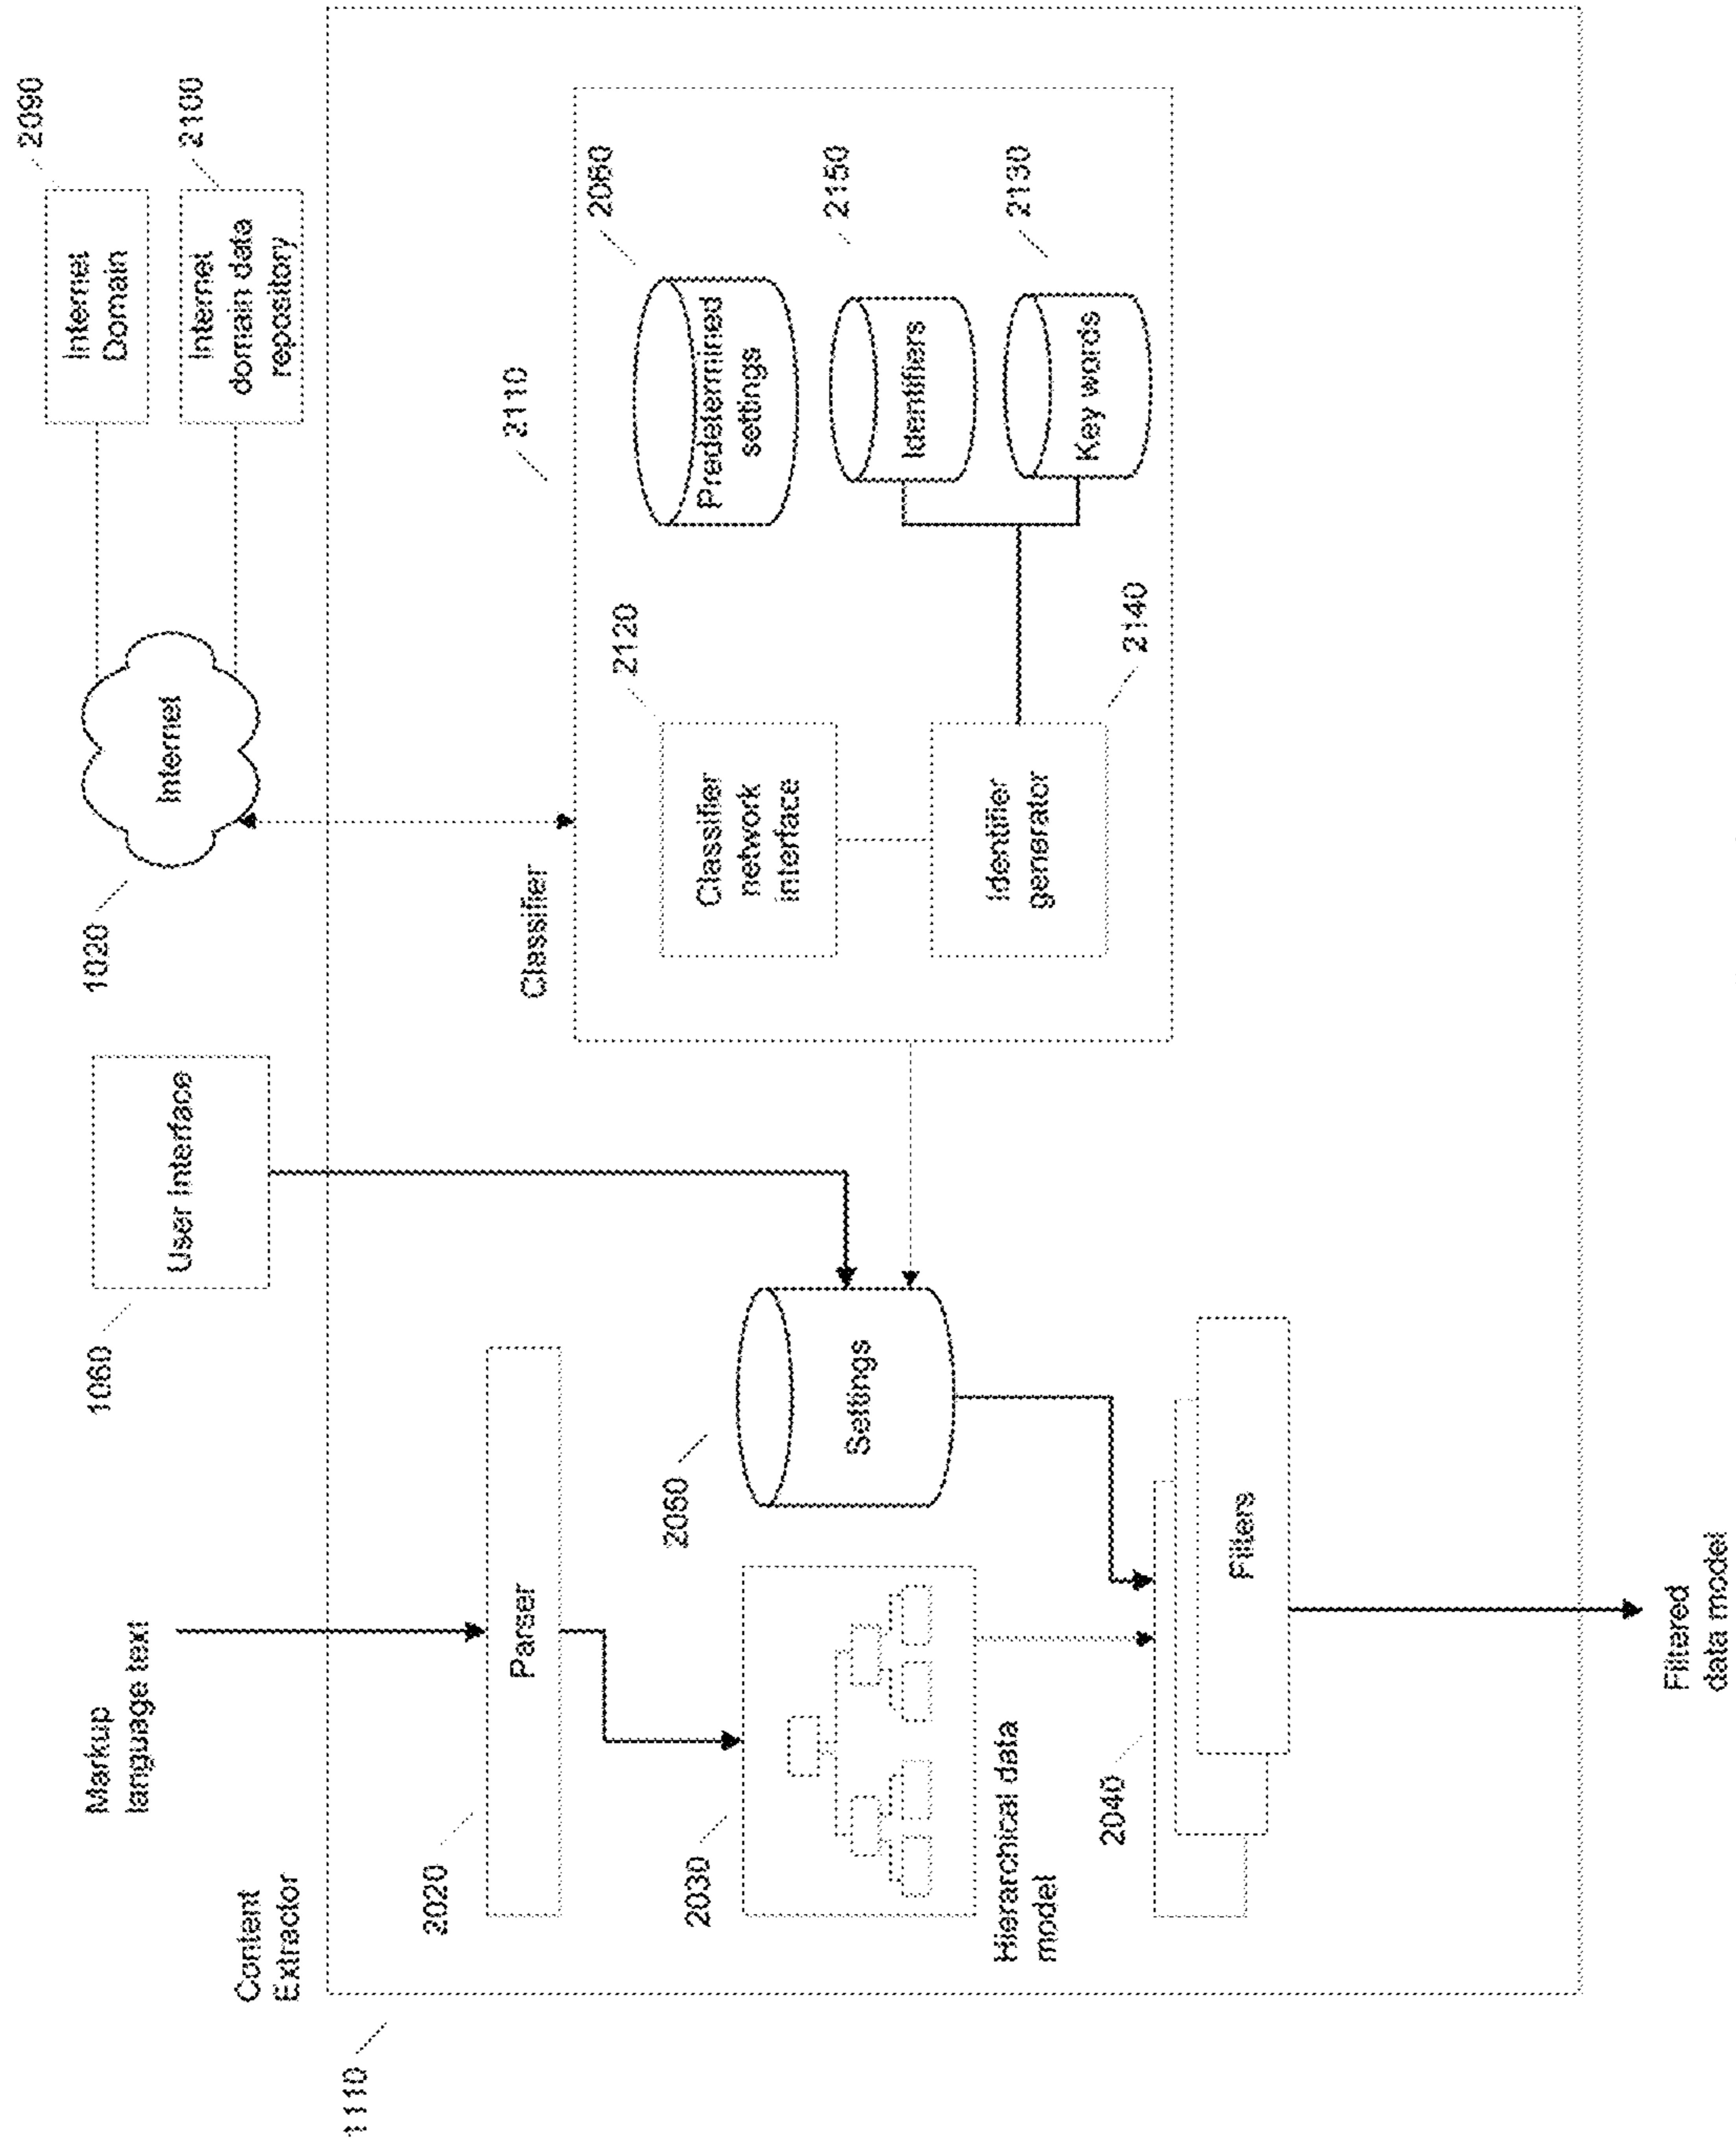 Markup
language text
1060
User Interface
1020
Internet
Internet
Domain
2090
Internet
domain data
repository
2100
Content
Extractor
1110
2020
Parser
2030
Hierarchical data
model
2060
Settings
2040
Filters
Filtered
data model
Classifier
2110
Classifier
network
interface
2120
Identifier
generator
2140
Predetermined
settings
2060
Identifiers
2150
Key words
2130